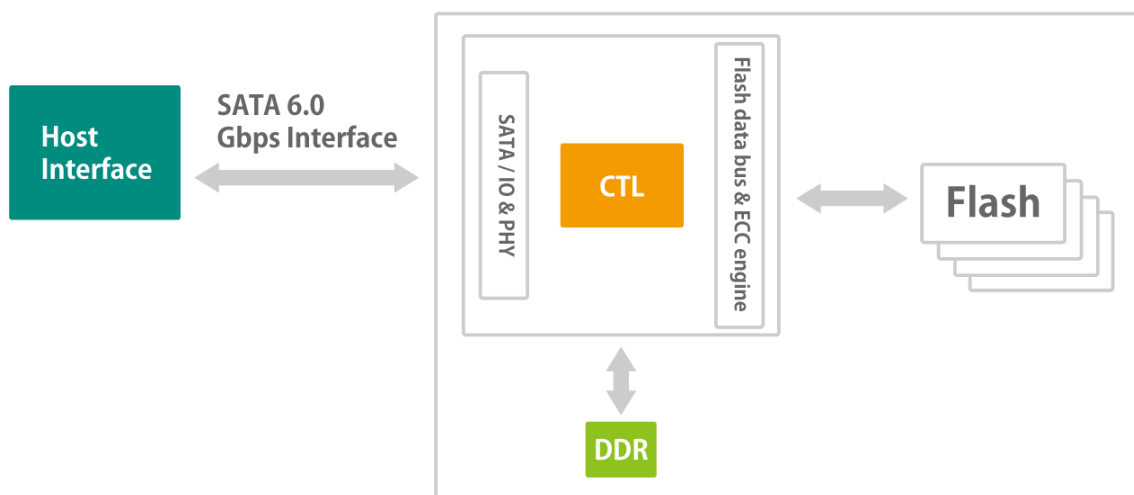 Host
Interface
SATA 6.0
Gbps Interface
SATA / IO & PHY
CTL
Flash data bus & ECC engine
Flash
DDR